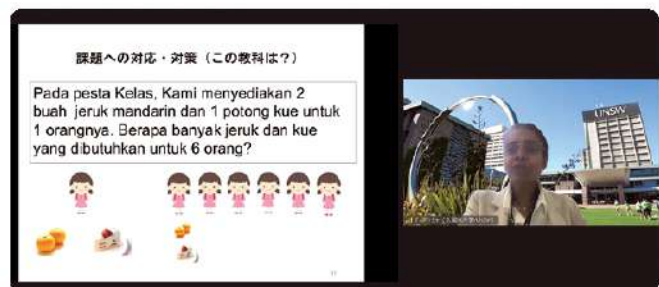 課題への対応・対策（この教科は？）
Pada pesta Kelas, Kami menyediakan 2
buah jeruk mandarin dan 1 potong kue untuk
1 orangnya. Berapa banyak jeruk dan kue
yang dibutuhkan untuk 6 orang?
UNSW